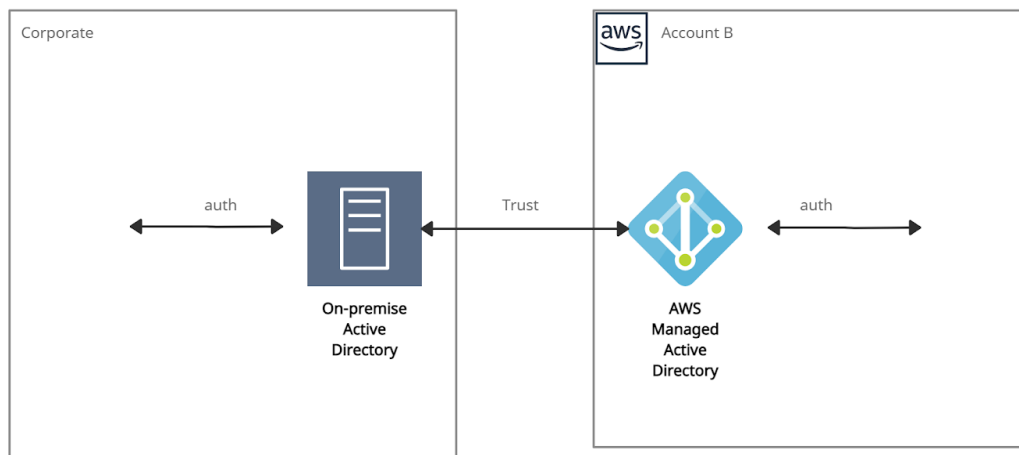 Corporate
aws
Account B
auth
Trust
auth
On-premise
Active
Directory
AWS
Managed
Active
Directory